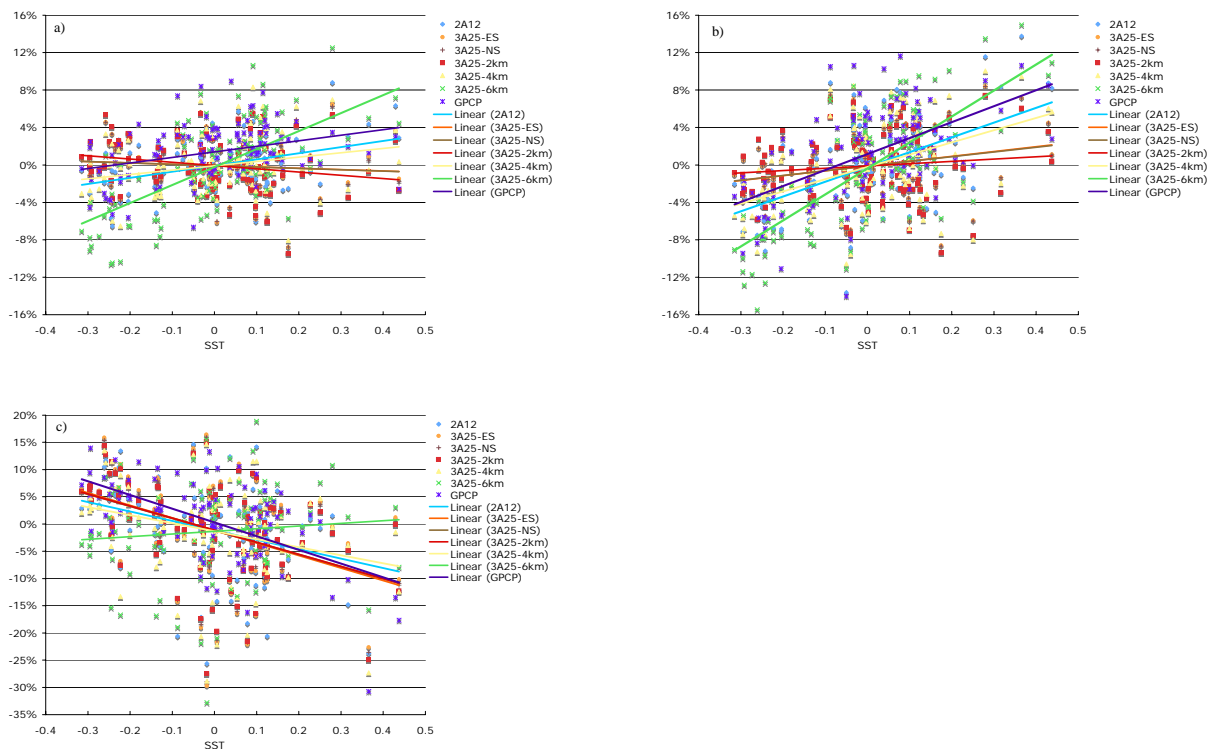 a)
16%
12%
8%
4%
0%
-4%
-8%
-12%
-16%
-0.4 -0.3 -0.2 -0.1 0 0.1 0.2 0.3 0.4 0.5
SST
2A12
3A25-ES
3A25-NS
3A25-2km
3A25-4km
3A25-6km
GPCP
Linear (2A12)
Linear (3A25-ES)
Linear (3A25-NS)
Linear (3A25-2km)
Linear (3A25-4km)
Linear (3A25-6km)
Linear (GPCP)
b)
16%
12%
8%
4%
0%
-4%
-8%
-12%
-16%
-0.4 -0.3 -0.2 -0.1 0 0.1 0.2 0.3 0.4 0.5
SST
2A12
3A25-ES
3A25-NS
3A25-2km
3A25-4km
3A25-6km
GPCP
Linear (2A12)
Linear (3A25-ES)
Linear (3A25-NS)
Linear (3A25-2km)
Linear (3A25-4km)
Linear (3A25-6km)
Linear (GPCP)
c)
20%
15%
10%
5%
0%
-5%
-10%
-15%
-20%
-25%
-30%
-35%
-0.4 -0.3 -0.2 -0.1 0 0.1 0.2 0.3 0.4 0.5
SST
2A12
3A25-ES
3A25-NS
3A25-2km
3A25-4km
3A25-6km
GPCP
Linear (2A12)
Linear (3A25-ES)
Linear (3A25-NS)
Linear (3A25-2km)
Linear (3A25-4km)
Linear (3A25-6km)
Linear (GPCP)